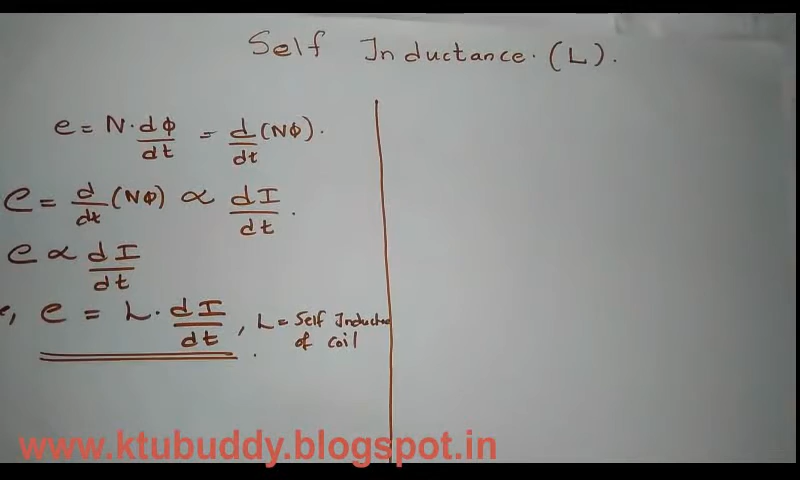 Self Inductance. (L).
e = N. dΦ/dt = d/dt (NΦ).
e = d/dt (NΦ) ∝ dI/dt.
e ∝ dI/dt
e = L. dI/dt, L = Self
of coil
www.ktubuddy.blogspot.in